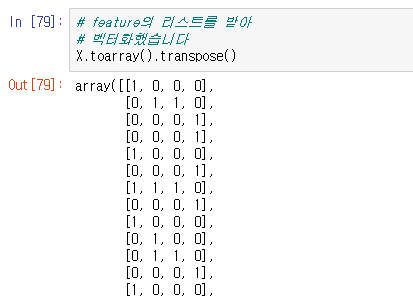 In [79]: # feature의 리스트를 받아
# 벡터화했습니다
X.toarray().transpose()
Out[79]: array([[1, 0, 0, 0],
[0, 1, 1, 0],
[0, 0, 0, 1],
[0, 0, 0, 1],
[1, 0, 0, 0],
[0, 0, 0, 1],
[1, 1, 1, 0],
[0, 0, 0, 1],
[1, 0, 0, 0],
[0, 1, 0, 0],
[0, 1, 1, 0],
[0, 0, 0, 1],
[1, 0, 0, 0],